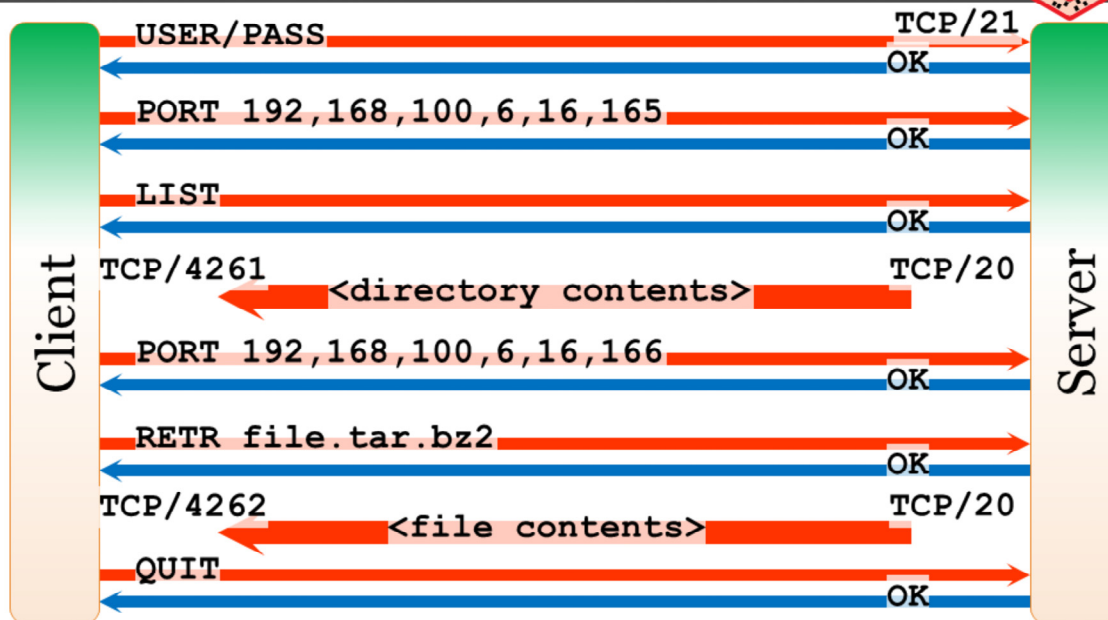 USER/PASS
TCP/21
OK
PORT 192,168,100,6,16,165
OK
LIST
OK
TCP/4261
<directory contents>
TCP/20
PORT 192,168,100,6,16,166
OK
RETR file.tar.bz2
OK
TCP/4262
<file contents>
TCP/20
QUIT
OK
Client
Server